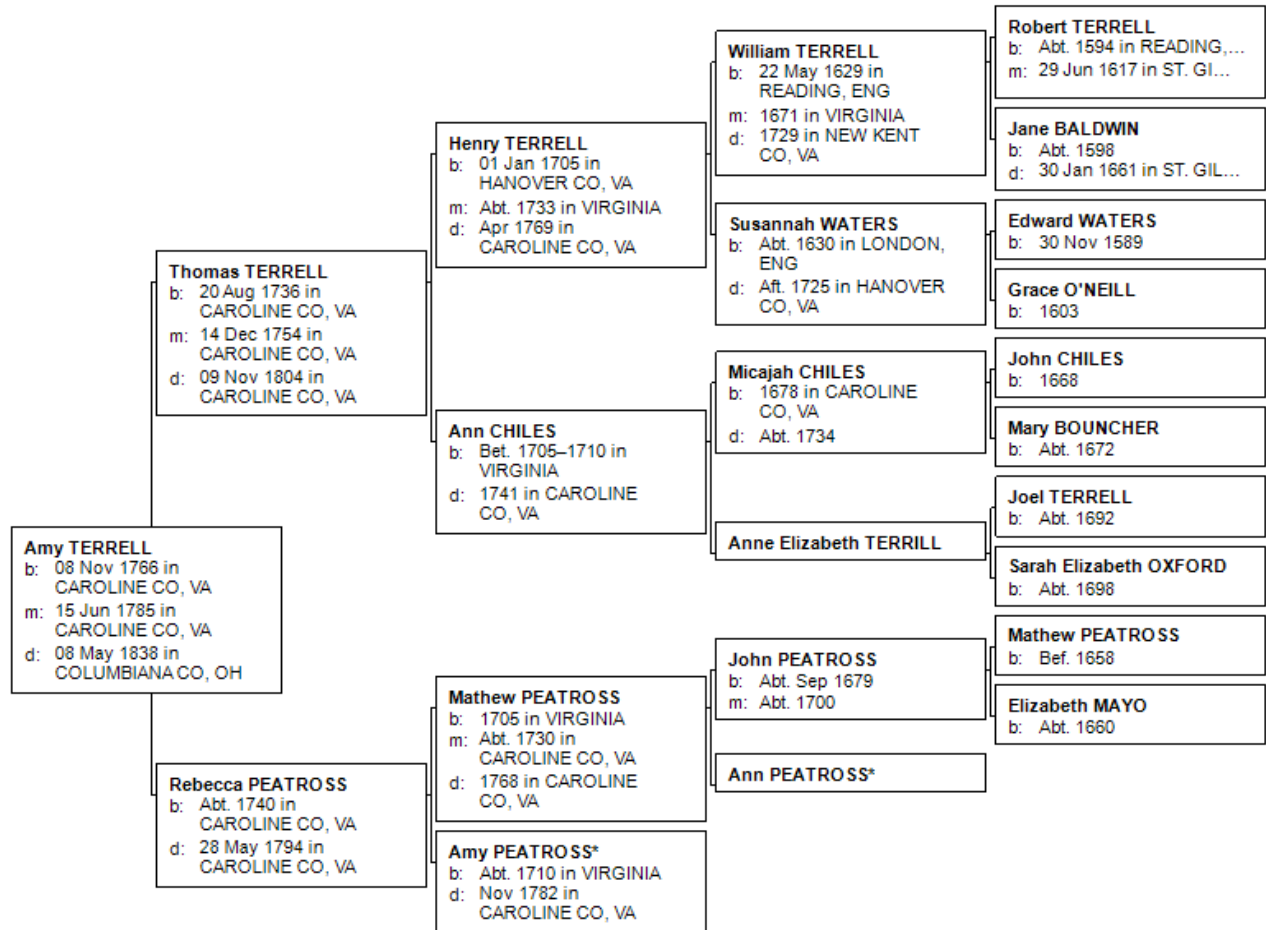 Amy TERRELL
b: 08 Nov 1766 in
CAROLINE CO, VA
m: 15 Jun 1785 in
CAROLINE CO, VA
d: 08 May 1838 in
COLUMBIANA CO, OH
Thomas TERRELL
b: 20 Aug 1736 in
CAROLINE CO, VA
m: 14 Dec 1754 in
CAROLINE CO, VA
d: 09 Nov 1804 in
CAROLINE CO, VA
Rebecca PEATROSS
b: Abt. 1740 in
CAROLINE CO, VA
d: 28 May 1794 in
CAROLINE CO, VA
Henry TERRELL
b: 01 Jan 1705 in
HANOVER CO, VA
m: Abt. 1733 in VIRGINIA
d: Apr 1769 in
CAROLINE CO, VA
Ann CHILES
b: Bet. 1705–1710 in
VIRGINIA
d: 1741 in CAROLINE
CO, VA
Mathew PEATROSS
b: 1705 in VIRGINIA
m: Abt. 1730 in
CAROLINE CO, VA
d: 1768 in CAROLINE
CO, VA
Amy PEATROSS*
b: Abt. 1710 in VIRGINIA
d: Nov 1782 in
CAROLINE CO, VA
William TERRELL
b: 22 May 1629 in
READING, ENG
m: 1671 in VIRGINIA
d: 1729 in NEW KENT
CO, VA
Susannah WATERS
b: Abt. 1630 in LONDON,
ENG
d: Aft. 1725 in HANOVER
CO, VA
Micajah CHILES
b: 1678 in CAROLINE
CO, VA
d: Abt. 1734
Anne Elizabeth TERRILL
John PEATROSS
b: Abt. Sep 1679
m: Abt. 1700
Ann PEATROSS*
Robert TERRELL
b: Abt. 1594 in READING,...
m: 29 Jun 1617 in ST. GI...
Jane BALDWIN
b: Abt. 1598
d: 30 Jan 1661 in ST. GIL...
Edward WATERS
b: 30 Nov 1589
Grace O'NEILL
b: 1603
John CHILES
b: 1668
Mary BOUNCHER
b: Abt. 1672
Joel TERRELL
b: Abt. 1692
Sarah Elizabeth OXFORD
b: Abt. 1698
Mathew PEATROSS
b: Bef. 1658
Elizabeth MAYO
b: Abt. 1660